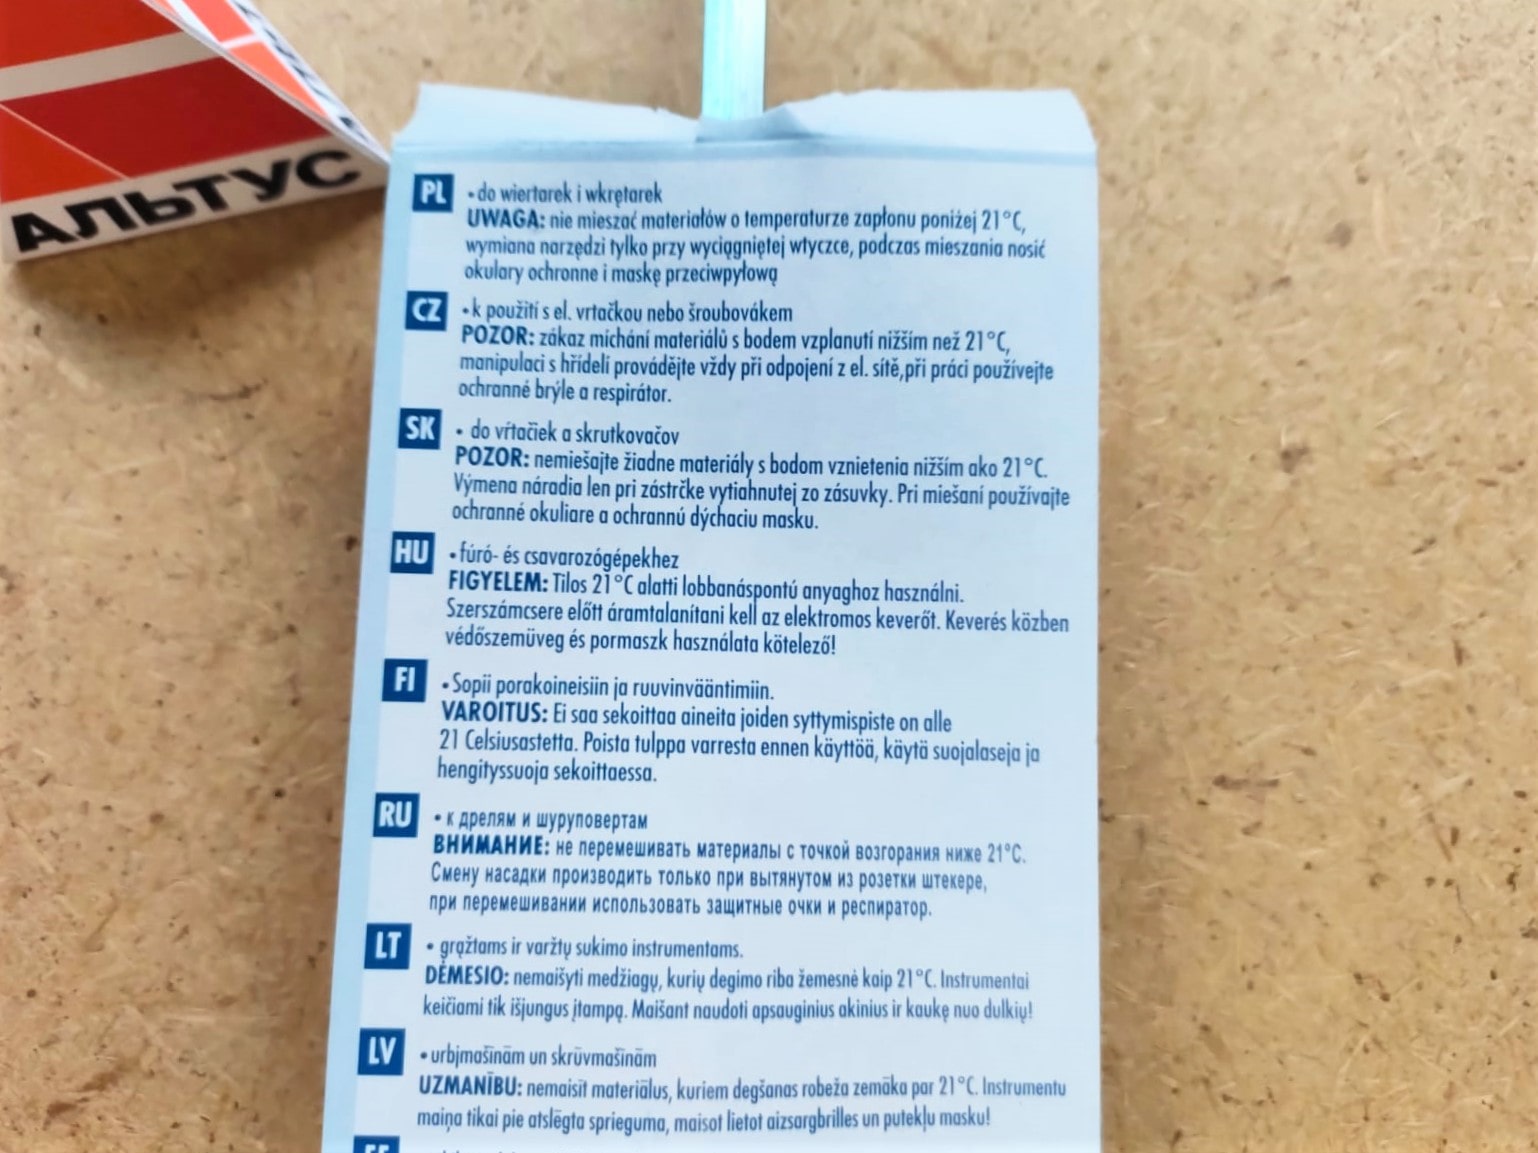 АЛЬТУС
PL • do wiertarek i wkrętarek
UWAGA: nie mieszać materiałów o temperaturze zapłonu poniżej 21°C,
wymiana narzędzi tylko przy wyciągniętej wtyczce, podczas mieszania nosić
okulary ochronne i maskę przeciwpyłową
CZ • k použití s el. vrtačkou nebo šroubovákem
POZOR: zákaz míchání materiálů s bodem vzplanutí nižším než 21°C,
manipulaci s hřídelí provádějte vždy při odpojení z el. sítě,při práci používejte
ochranné brýle a respirátor.
SK • do vŕtačiek a skrutkovačov
POZOR: nemiešajte žiadne materiály s bodom vznietenia nižším ako 21°C.
Výmena náradia len pri zástrčke vytiahnutej zo zásuvky. Pri miešaní používajte
ochranné okuliare a ochrannú dýchaciu masku.
HU • fúró- és csavarozógépekhez
FIGYELEM: Tilos 21°C alatti lobbanáspontú anyaghoz használni.
Szerszámcsere előtt áramtalanítani kell az elektromos keverőt. Keverés közben
védőszemüveg és pormaszk használata kötelező!
FI • Sopii porakoineisiin ja ruuvinvääntimiin.
VAROITUS: Ei saa sekoittaa aineita joiden syttymispiste on alle
21 Celsiusastetta. Poista tulppa varresta ennen käyttöä, käytä suojalaseja ja
hengityssuoja sekoittaessa.
RU • к дрелям и шуруповертам
ВНИМАНИЕ: не перемешивать материалы с точкой возгорания ниже 21°C.
Смену насадки производить только при вытянутом из розетки штекере,
при перемешивании использовать защитные очки и респиратор.
LT • grąžtams ir varžtų sukimo instrumentams.
DĖMESIO: nemaišyti medžiagų, kurių degimo riba žemesnė kaip 21°C. Instrumentai
keičiami tik išjungus įtampą. Maišant naudoti apsauginius akinius ir kaukę nuo dulkių!
LV • urbjmašīnām un skrūvmašīnām
UZMANĪBU: nemaisīt materiālus, kuriem degšanas robeža zemāka par 21°C. Instrumentu
maiņa tikai pie atslēgta sprieguma, maisot lietot aizsargbrilles un putekļu masku!